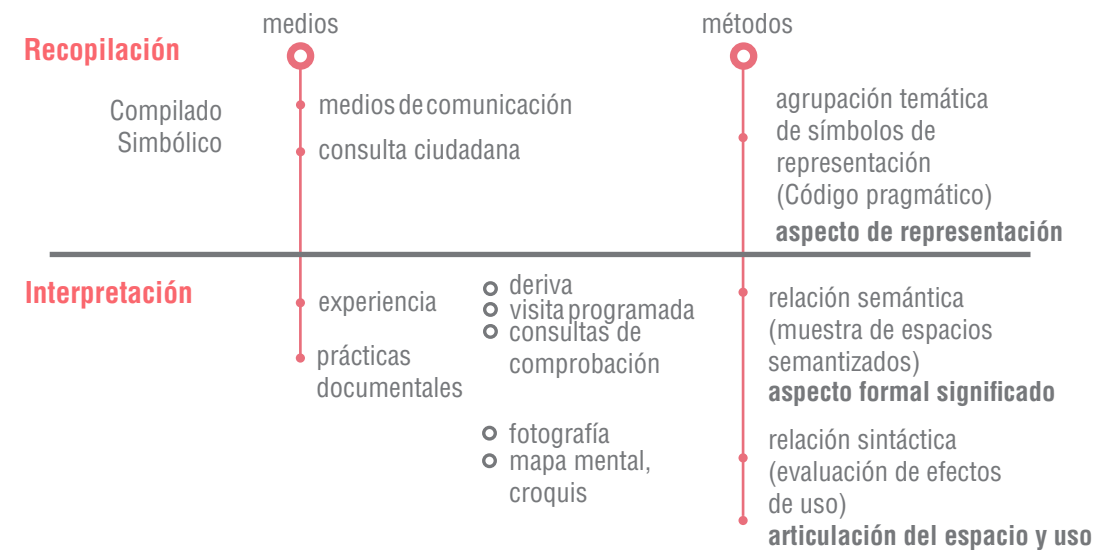 medios
métodos
Recopilación
Compilado
Simbólico
medios de comunicación
consulta ciudadana
agrupación temática
de símbolos de
representación
(Código pragmático)
aspecto de representación
Interpretación
experiencia
prácticas
documentales
deriva
visita programada
consultas de
comprobación
fotografía
mapa mental,
croquis
relación semántica
(muestra de espacios
semantizados)
aspecto formal significado
relación sintáctica
(evaluación de efectos
de uso)
articulación del espacio y uso